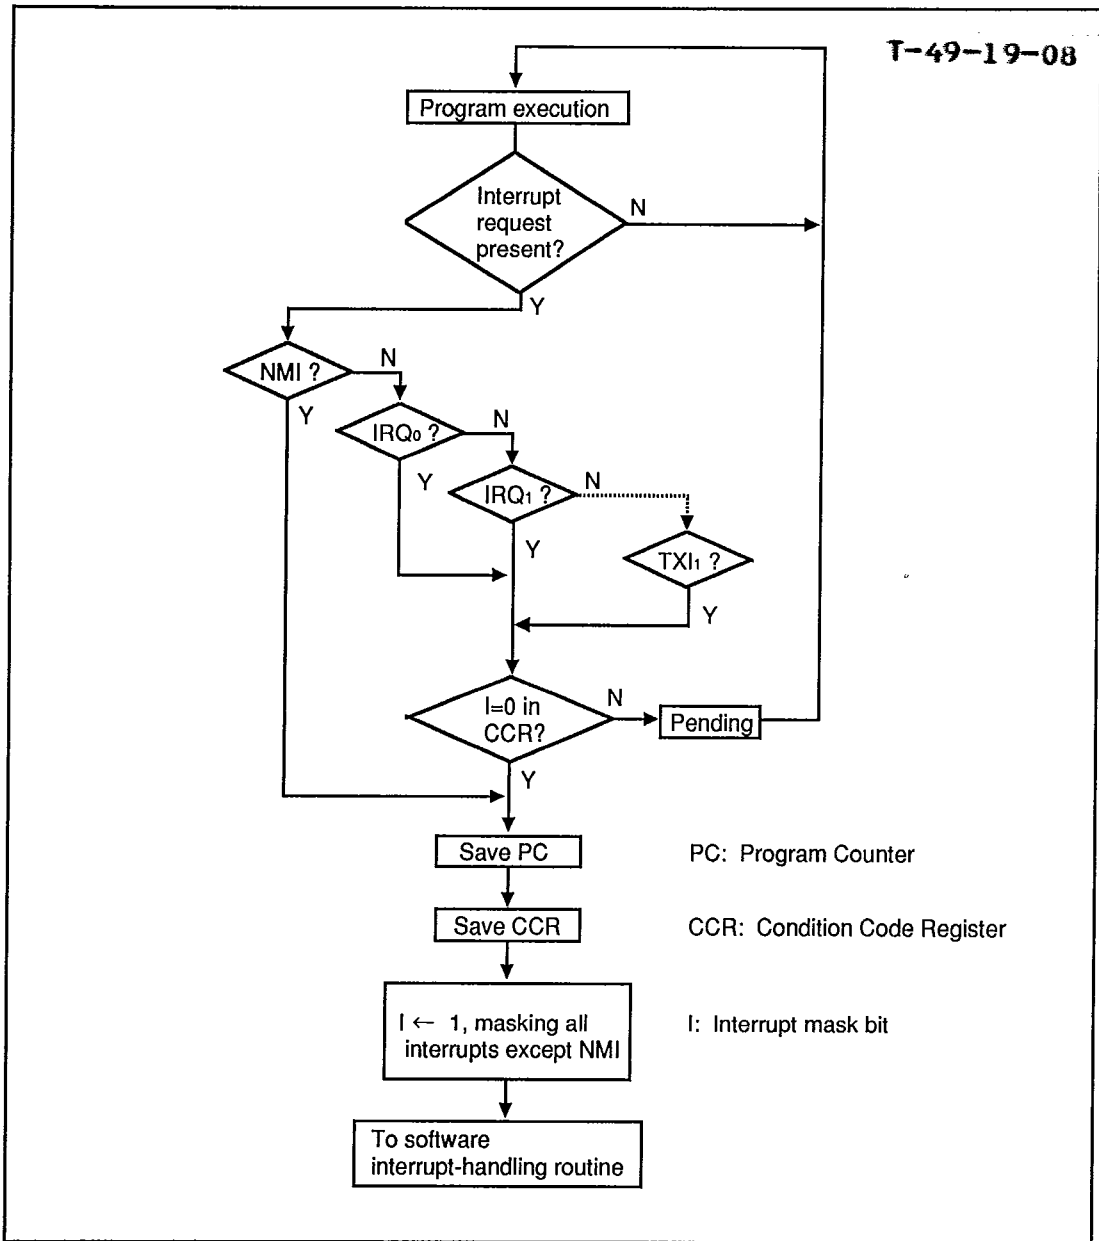 T-49-19-08
Program execution
Interrupt
request
present?
N
Y
NMI ?
N
Y
IRQ0 ?
N
Y
IRQ1 ?
N
Y
TXI1 ?
Y
I=0 in
CCR?
N
Pending
Y
Save PC
PC: Program Counter
Save CCR
CCR: Condition Code Register
I ← 1, masking all
interrupts except NMI
I: Interrupt mask bit
To software
interrupt-handling routine